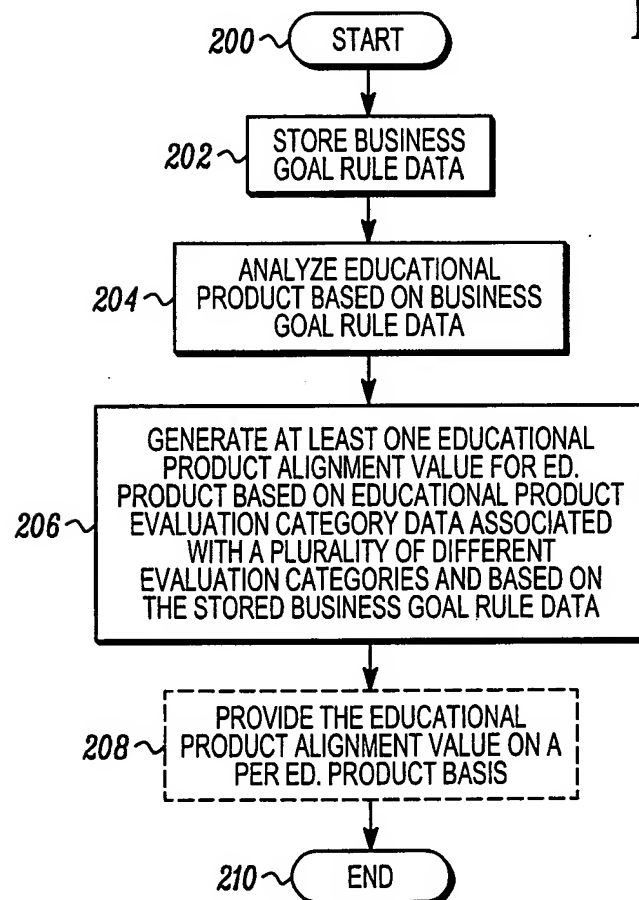 200 START
202 STORE BUSINESS
GOAL RULE DATA
204 ANALYZE EDUCATIONAL
PRODUCT BASED ON BUSINESS
GOAL RULE DATA
206 GENERATE AT LEAST ONE EDUCATIONAL
PRODUCT ALIGNMENT VALUE FOR ED.
PRODUCT BASED ON EDUCATIONAL PRODUCT
EVALUATION CATEGORY DATA ASSOCIATED
WITH A PLURALITY OF DIFFERENT
EVALUATION CATEGORIES AND BASED ON
THE STORED BUSINESS GOAL RULE DATA
208 PROVIDE THE EDUCATIONAL
PRODUCT ALIGNMENT VALUE ON A
PER ED. PRODUCT BASIS
210 END